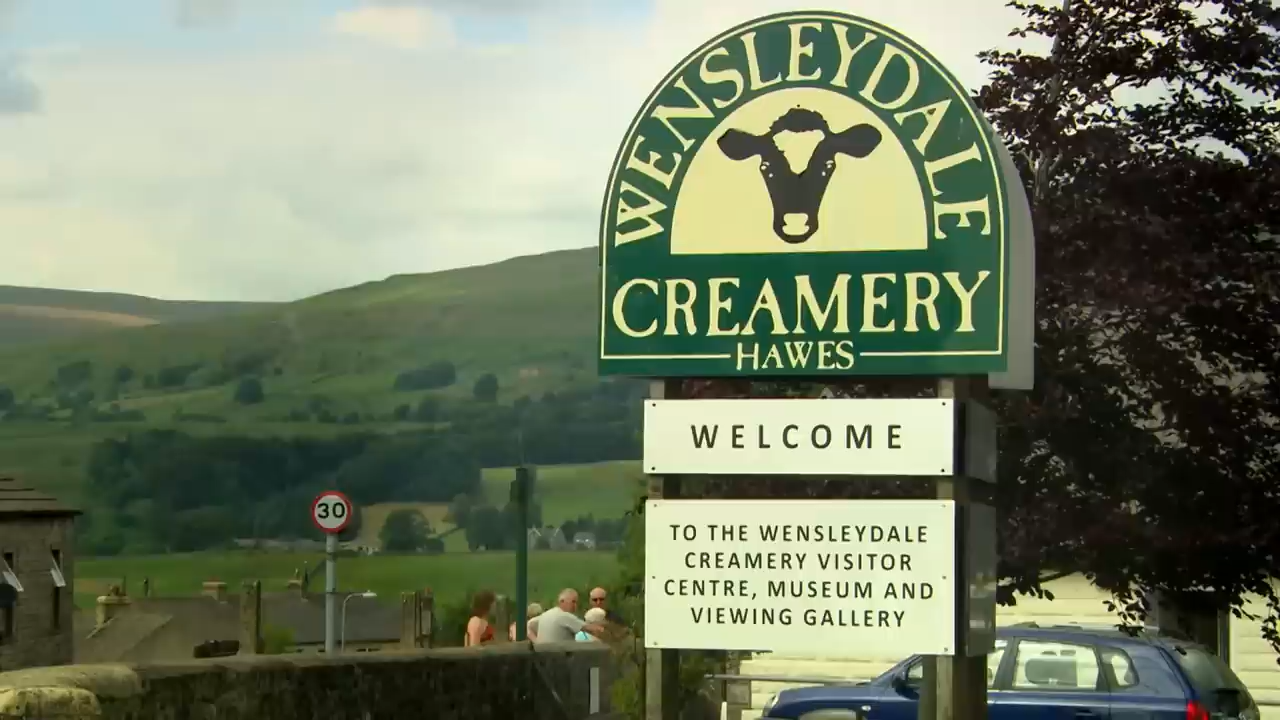 WENSLEYDALE
CREAMERY
HAWES
WELCOME
TO THE WENSLEYDALE
CREAMERY VISITOR
CENTRE, MUSEUM AND
VIEWING GALLERY
30